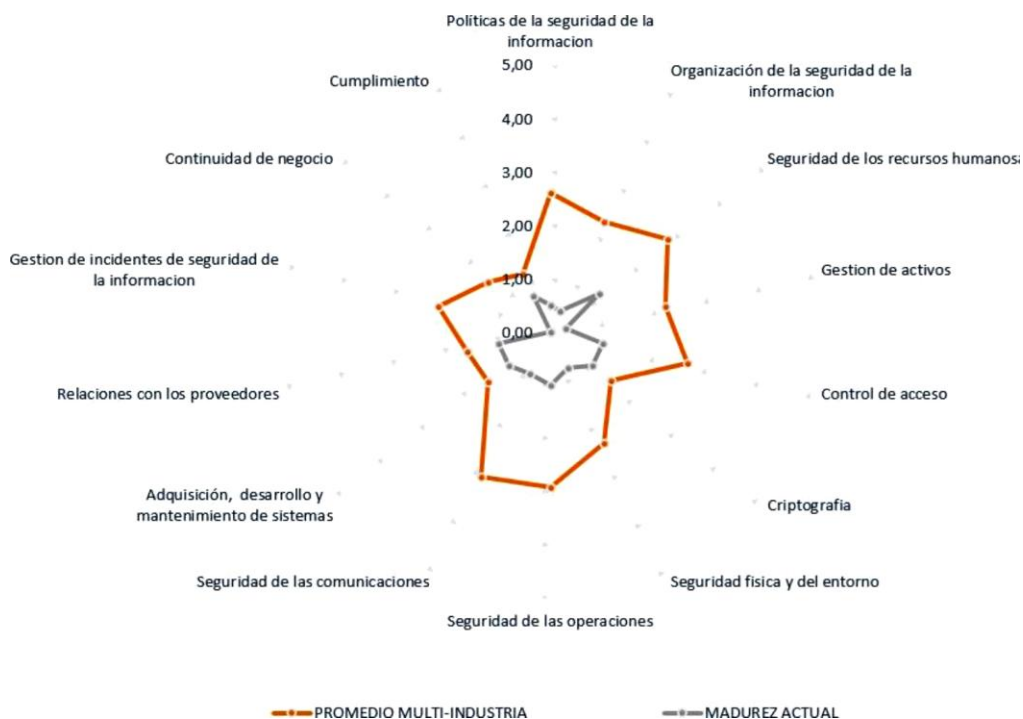 Políticas de la seguridad de la
informacion
5,00
Organización de la seguridad de la
informacion
Cumplimiento
4,00
Continuidad de negocio
3,00
Seguridad de los recursos humanosa
2,00
Gestion de incidentes de seguridad de
la informacion
1,00
Gestion de activos
0,00
Relaciones con los proveedores
Control de acceso
Adquisición, desarrollo y
mantenimiento de sistemas
Criptografia
Seguridad de las comunicaciones
Seguridad fisica y del entorno
Seguridad de las operaciones
PROMEDIO MULTI-INDUSTRIA
MADUREZ ACTUAL